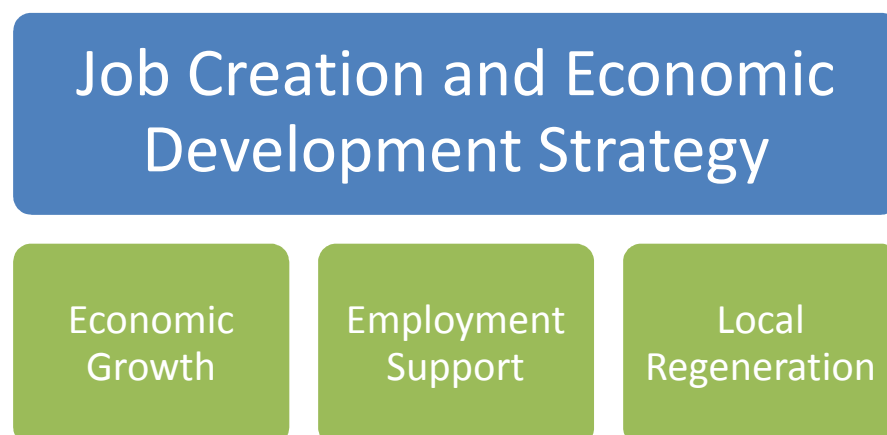 Job Creation and Economic
Development Strategy
Economic
Growth
Employment
Support
Local
Regeneration